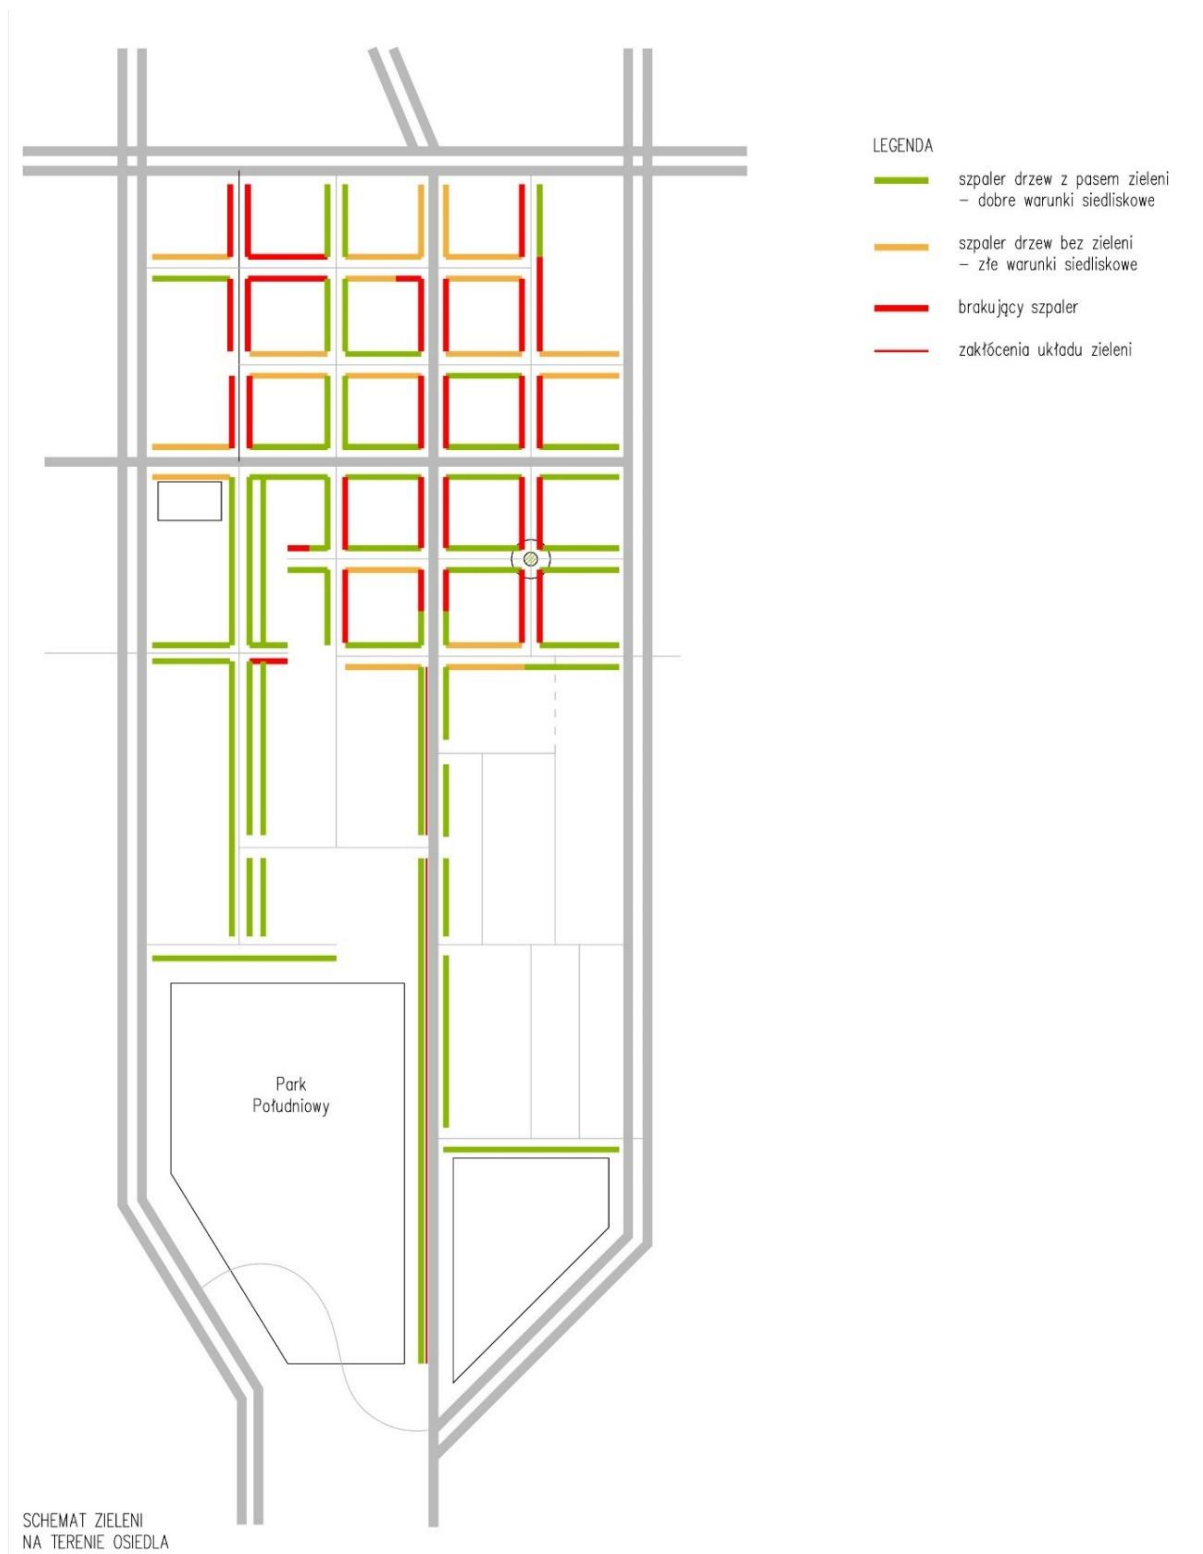 LEGENDA
szpaler drzew z pasem zieleni
– dobre warunki siedliskowe
szpaler drzew bez zieleni
– złe warunki siedliskowe
brakujący szpaler
zakłócenia układu zieleni
Park
Południowy
SCHEMAT ZIELENI
NA TERENIE OSIEDLA